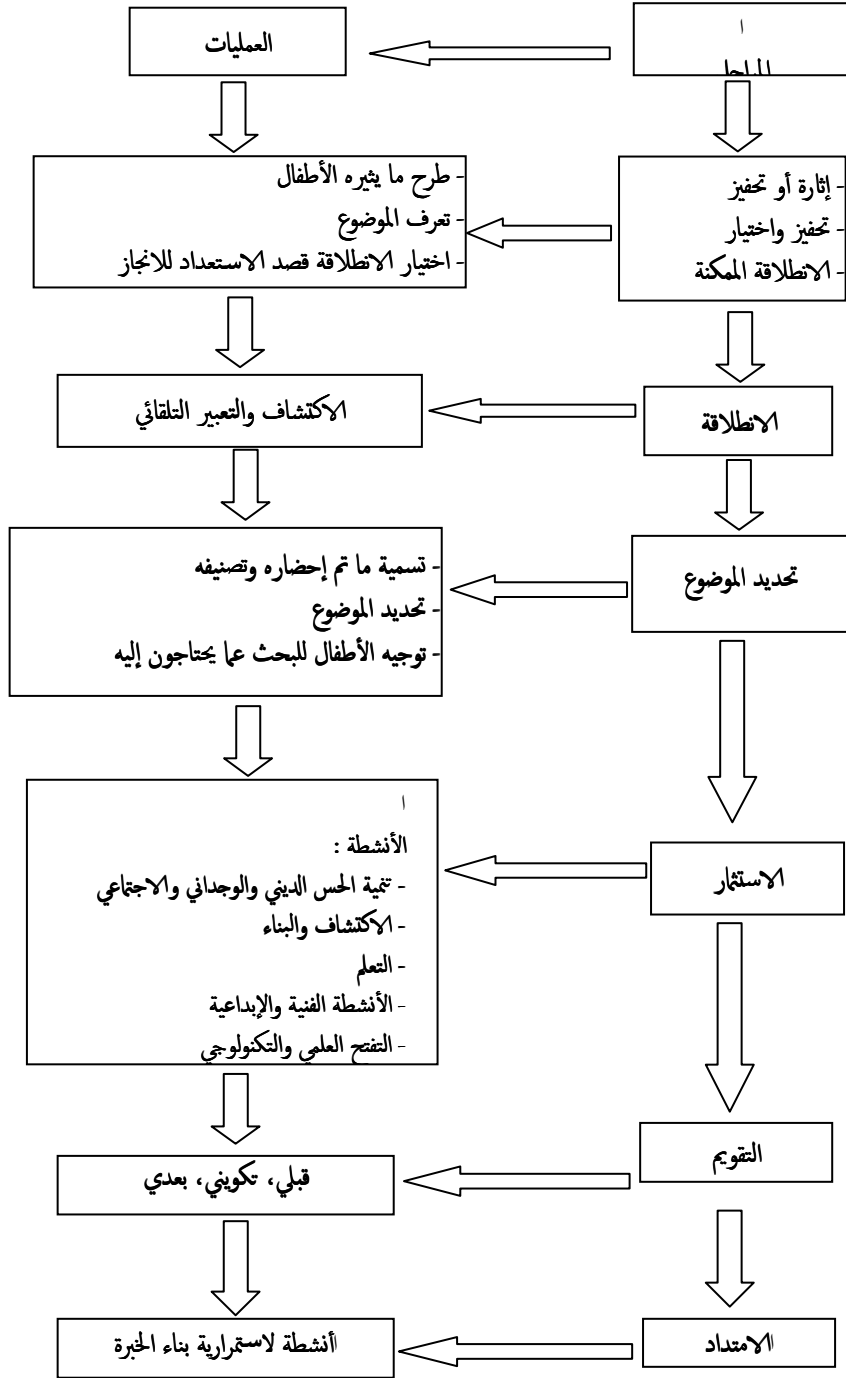 ا
المراحل
العمليات
- إثارة أو تحفيز
- تحفيز واختيار
- الانطلاقة الممكنة
- طرح ما يثيره الأطفال
- تعرف الموضوع
- اختيار الانطلاقة قصد الاستعداد للانجاز
الانطلاقة
الاكتشاف والتعبير التلقائي
تحديد الموضوع
- تسمية ما تم إحضاره وتصنيفه
- تحديد الموضوع
- توجيه الأطفال للبحث عما يحتاجون إليه
الاستثمار
ا
الأنشطة :
- تنمية الحس الديني والوجداني والاجتماعي
- الاكتشاف والبناء
- التعلم
- الأنشطة الفنية والإبداعية
- التفتح العلمي والتكنولوجي
التقويم
قبلي، تكويني، بعدي
الامتداد
أنشطة لاستمرارية بناء الخبرة